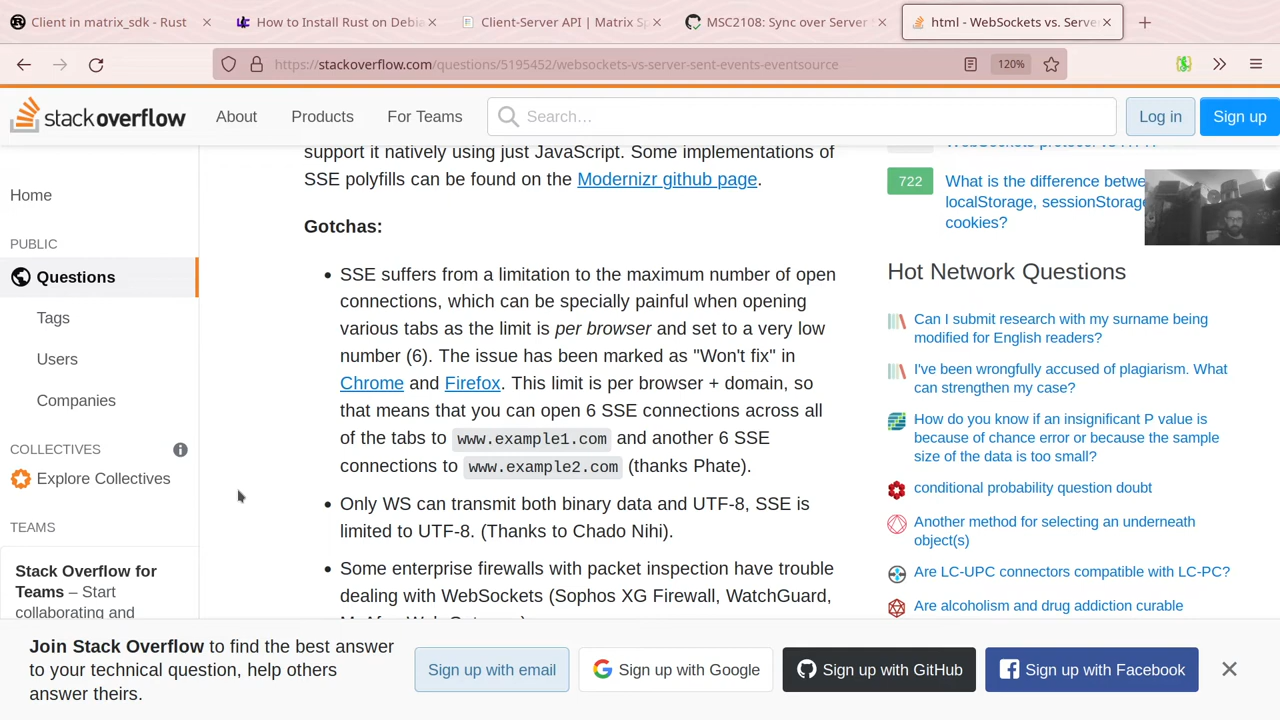 Client in matrix_sdk - Rust
How to Install Rust on Debia
Client-Server API | Matrix Sp
MSC2108: Sync over Server
html - WebSockets vs. Server
https://stackoverflow.com/questions/5195452/websockets-vs-server-sent-events-eventsource
120%
stackoverflow
About
Products
For Teams
Search…
Log in
Sign up
Home
PUBLIC
Questions
Tags
Users
Companies
COLLECTIVES
Explore Collectives
TEAMS
Stack Overflow for
Teams – Start
collaborating and
support it natively using just JavaScript. Some implementations of
SSE polyfills can be found on the Modernizr github page.
Gotchas:
• SSE suffers from a limitation to the maximum number of open
connections, which can be specially painful when opening
various tabs as the limit is per browser and set to a very low
number (6). The issue has been marked as "Won't fix" in
Chrome and Firefox. This limit is per browser + domain, so
that means that you can open 6 SSE connections across all
of the tabs to www.example1.com and another 6 SSE
connections to www.example2.com (thanks Phate).
• Only WS can transmit both binary data and UTF-8, SSE is
limited to UTF-8. (Thanks to Chado Nihi).
• Some enterprise firewalls with packet inspection have trouble
dealing with WebSockets (Sophos XG Firewall, WatchGuard,
WebSockets protocol vs HTTP
722
What is the difference betwe
localStorage, sessionStorage
cookies?
Hot Network Questions
Can I submit research with my surname being
modified for English readers?
I've been wrongfully accused of plagiarism. What
can strengthen my case?
How do you know if an insignificant P value is
because of chance error or because the sample
size of the data is too small?
conditional probability question doubt
Another method for selecting an underneath
object(s)
Are LC-UPC connectors compatible with LC-PC?
Are alcoholism and drug addiction curable
Join Stack Overflow to find the best answer
to your technical question, help others
answer theirs.
Sign up with email
Sign up with Google
Sign up with GitHub
Sign up with Facebook